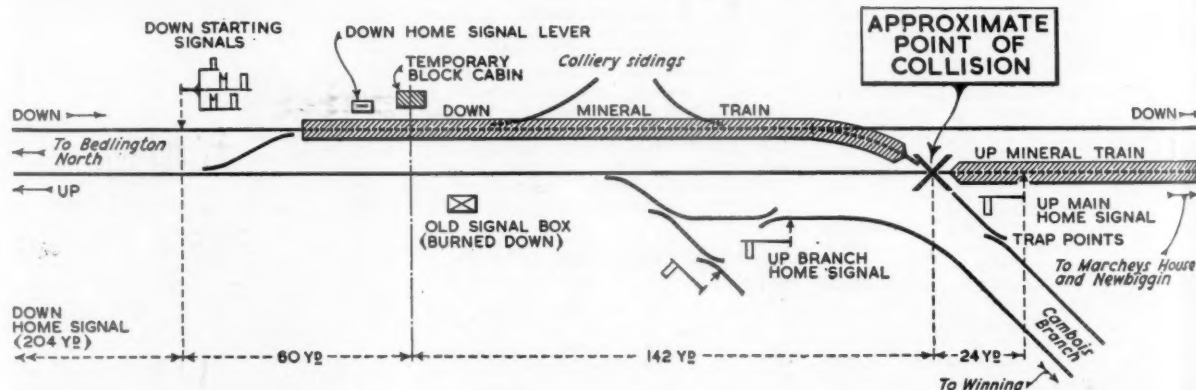 DOWN STARTING
SIGNALS
DOWN HOME SIGNAL LEVER
TEMPORARY
BLOCK CABIN
Colliery sidings
APPROXIMATE
POINT OF
COLLISION
DOWN
DOWN
MINERAL
TRAIN
DOWN
To Bedlington
North
UP
UP MINERAL TRAIN
OLD SIGNAL BOX
(BURNED DOWN)
UP BRANCH
HOME SIGNAL
UP MAIN
HOME SIGNAL
TRAP POINTS
To Marcheys House
and Newbiggin
DOWN
HOME SIGNAL
(204 YD)
60 YD
142 YD
24 YD
Cambois
Branch
To Winning